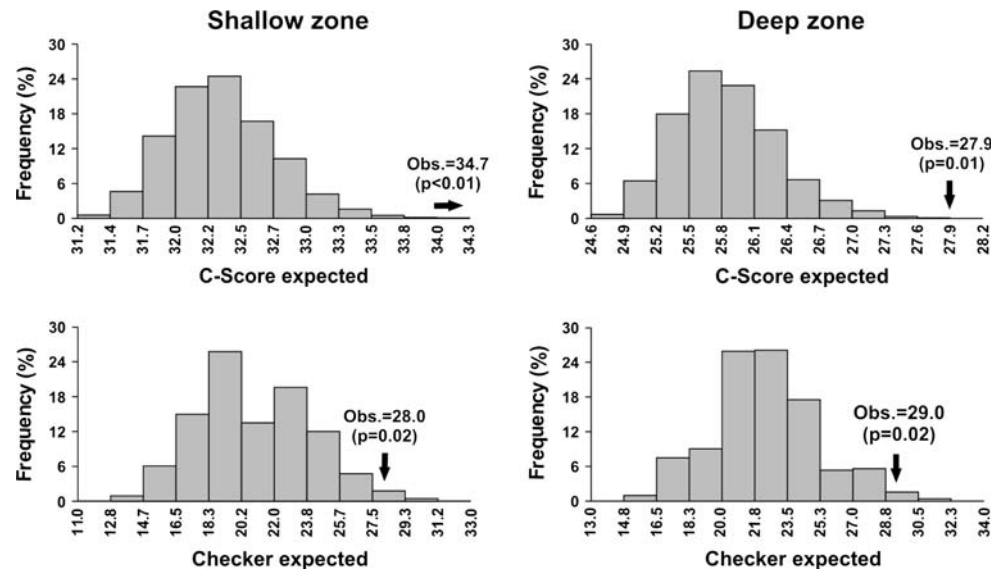 Shallow zone
Frequency (%)
30
24
18
12
6
0
Obs.=34.7
(p<0.01)
31.2 31.4 31.7 32.0 32.2 32.5 32.7 33.0 33.3 33.5 33.8 34.0 34.3
C-Score expected
Deep zone
Frequency (%)
30
24
18
12
6
0
Obs.=27.9
(p=0.01)
24.6 24.9 25.2 25.5 25.8 26.1 26.4 26.7 27.0 27.3 27.6 27.9 28.2
C-Score expected
Frequency (%)
30
24
18
12
6
0
Obs.=28.0
(p=0.02)
11.0 12.8 14.7 16.5 18.3 20.2 22.0 23.8 25.7 27.5 29.3 31.2 33.0
Checker expected
Frequency (%)
30
24
18
12
6
0
Obs.=29.0
(p=0.02)
13.0 14.8 16.5 18.3 20.0 21.8 23.5 25.3 27.0 28.8 30.5 32.3 34.0
Checker expected